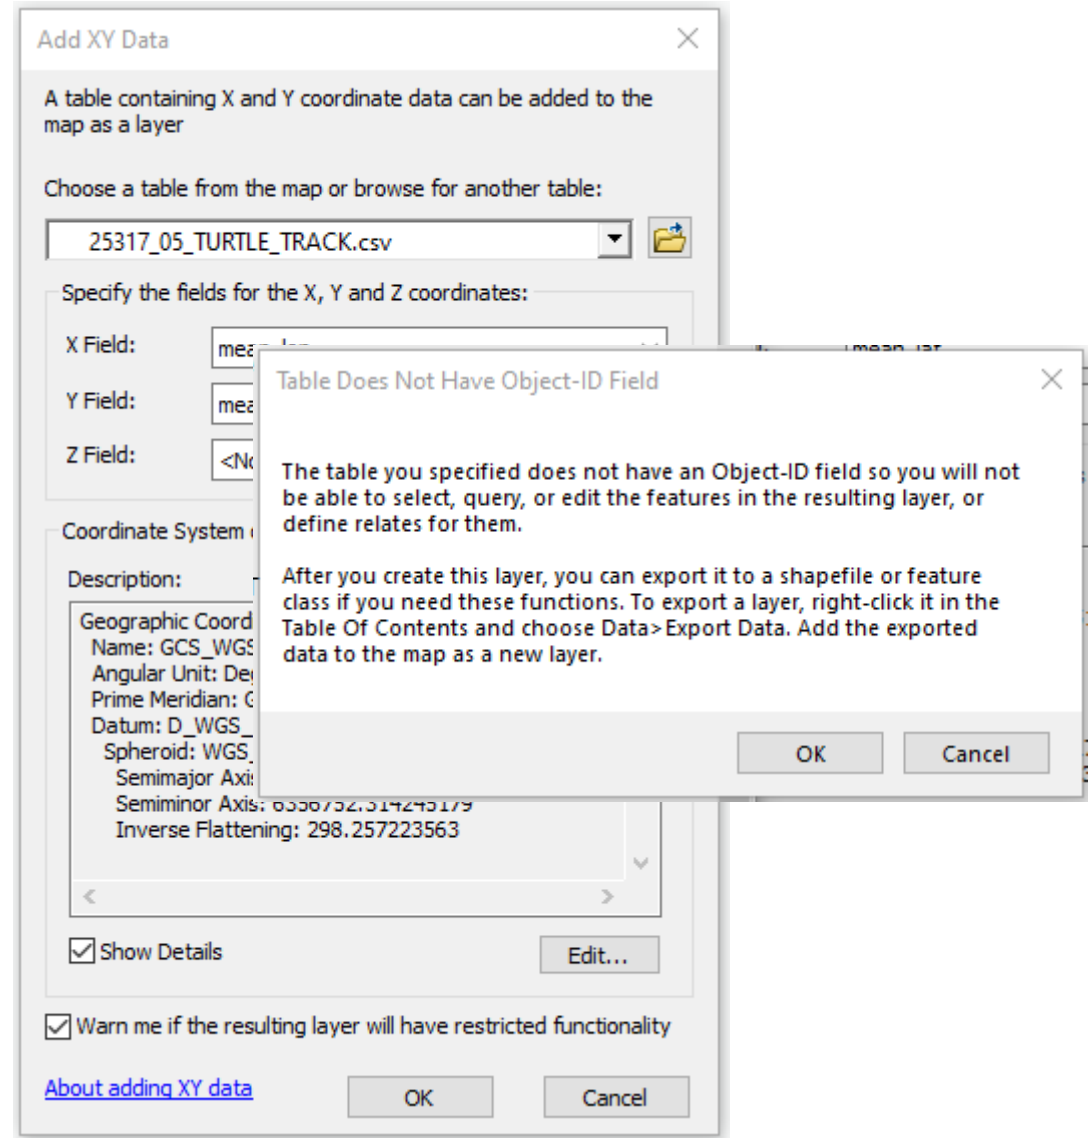 Add XY Data
A table containing X and Y coordinate data can be added to the
map as a layer
Choose a table from the map or browse for another table:
25317_05_TURTLE_TRACK.csv
Specify the fields for the X, Y and Z coordinates:
X Field:
Y Field:
Z Field:
<No
Coordinate System
Description:
Geographic Coord
Name: GCS_WGS
Angular Unit: De
Prime Meridian: G
Datum: D_WGS_
Spheroid: WGS_
Semimajor Axis
Semiminor Axis: 6356752.314245179
Inverse Flattening: 298.257223563
Show Details
Edit...
Warn me if the resulting layer will have restricted functionality
About adding XY data
OK
Cancel
mean_lat
Table Does Not Have Object-ID Field
The table you specified does not have an Object-ID field so you will not
be able to select, query, or edit the features in the resulting layer, or
define relates for them.
After you create this layer, you can export it to a shapefile or feature
class if you need these functions. To export a layer, right-click it in the
Table Of Contents and choose Data>Export Data. Add the exported
data to the map as a new layer.
OK
Cancel